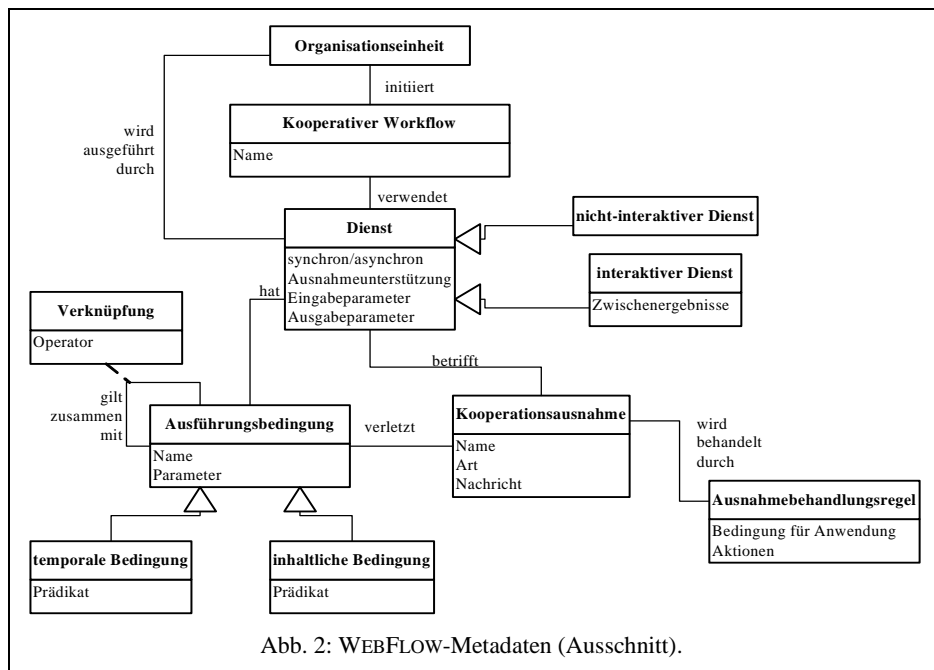 Organisationseinheit
initiiert
Kooperativer Workflow
Name
wird
ausgeführt
durch
verwendet
Dienst
synchron/asynchron
Ausnahmeunterstützung
Eingabeparameter
Ausgabeparameter
nicht-interaktiver Dienst
interaktiver Dienst
Zwischenergebnisse
hat
Verknüpfung
Operator
betrifft
gilt
zusammen
mit
Ausführungsbedingung
Name
Parameter
verletzt
Kooperationsausnahme
Name
Art
Nachricht
wird
behandelt
durch
Ausnahmebehandlungsregel
Bedingung für Anwendung
Aktionen
temporale Bedingung
Prädikat
inhaltliche Bedingung
Prädikat
Abb. 2: WEBFLOW-Metadaten (Ausschnitt).